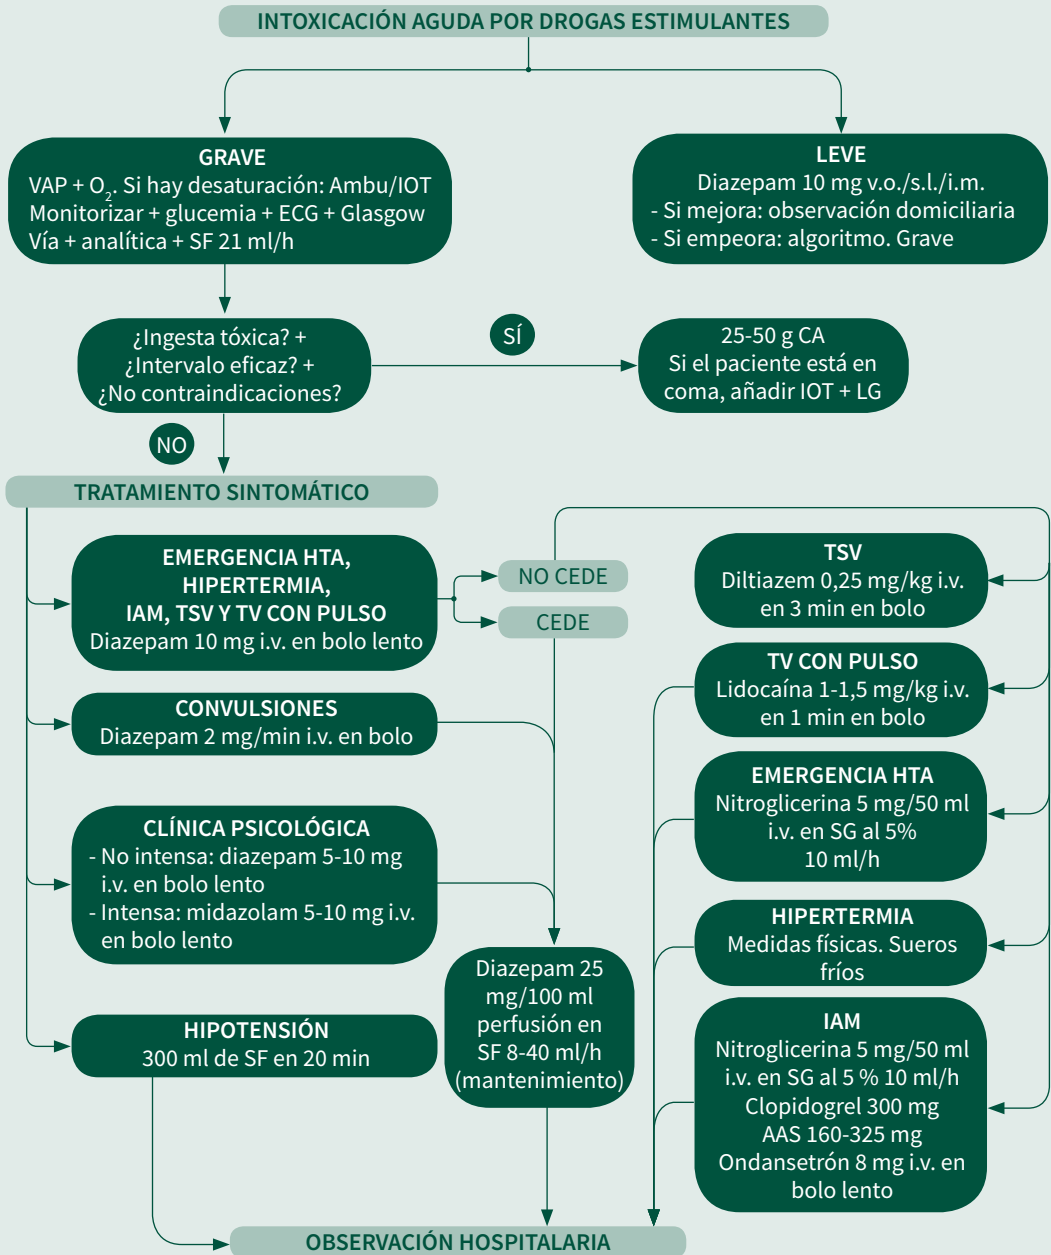 INTOXICACIÓN AGUDA POR DROGAS ESTIMULANTES
GRAVE
VAP + O₂. Si hay desaturación: Ambu/IOT
Monitorizar + glucemia + ECG + Glasgow
Vía + analítica + SF 21 ml/h
LEVE
Diazepam 10 mg v.o./s.l./i.m.
- Si mejora: observación domiciliaria
- Si empeora: algoritmo. Grave
¿Ingesta tóxica? +
¿Intervalo eficaz? +
¿No contraindicaciones?
SÍ
25-50 g CA
Si el paciente está en
coma, añadir IOT + LG
NO
TRATAMIENTO SINTOMÁTICO
EMERGENCIA HTA,
HIPERTERMIA,
IAM, TSV Y TV CON PULSO
Diazepam 10 mg i.v. en bolo lento
NO CEDE
CEDE
CONVULSIONES
Diazepam 2 mg/min i.v. en bolo
CLÍNICA PSICOLÓGICA
- No intensa: diazepam 5-10 mg
i.v. en bolo lento
- Intensa: midazolam 5-10 mg i.v.
en bolo lento
HIPOTENSIÓN
300 ml de SF en 20 min
Diazepam 25
mg/100 ml
perfusión en
SF 8-40 ml/h
(mantenimiento)
TSV
Diltiazem 0,25 mg/kg i.v.
en 3 min en bolo
TV CON PULSO
Lidocaína 1-1,5 mg/kg i.v.
en 1 min en bolo
EMERGENCIA HTA
Nitroglicerina 5 mg/50 ml
i.v. en SG al 5%
10 ml/h
HIPERTERMIA
Medidas físicas. Sueros
fríos
IAM
Nitroglicerina 5 mg/50 ml
i.v. en SG al 5 % 10 ml/h
Clopidogrel 300 mg
AAS 160-325 mg
Ondansetrón 8 mg i.v. en
bolo lento
OBSERVACIÓN HOSPITALARIA